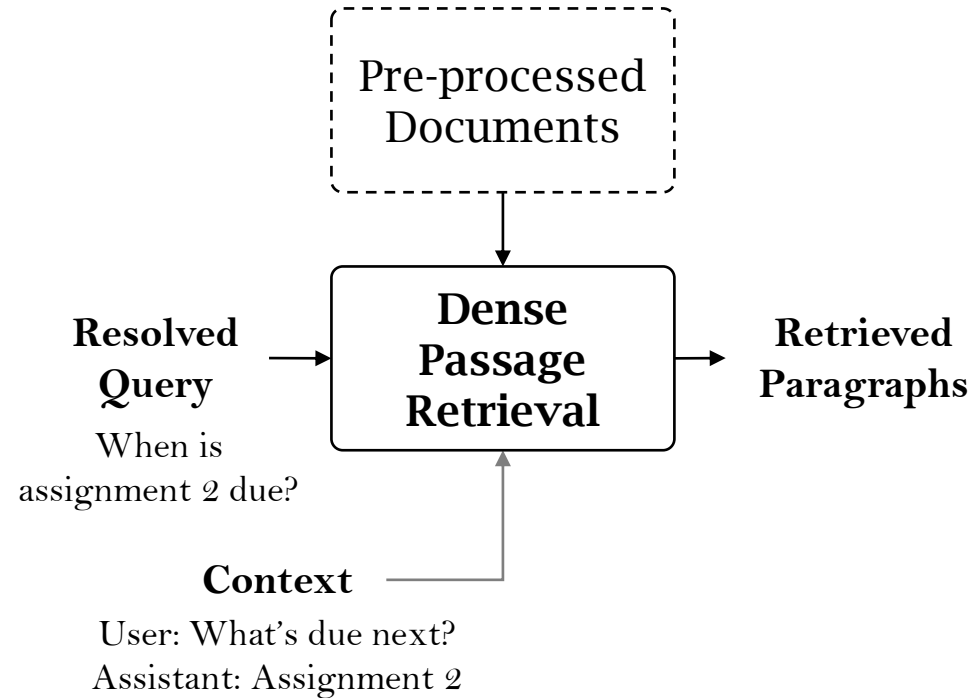 Pre-processed
Documents
Resolved
Query
When is
assignment 2 due?
Dense
Passage
Retrieval
Retrieved
Paragraphs
Context
User: What’s due next?
Assistant: Assignment 2